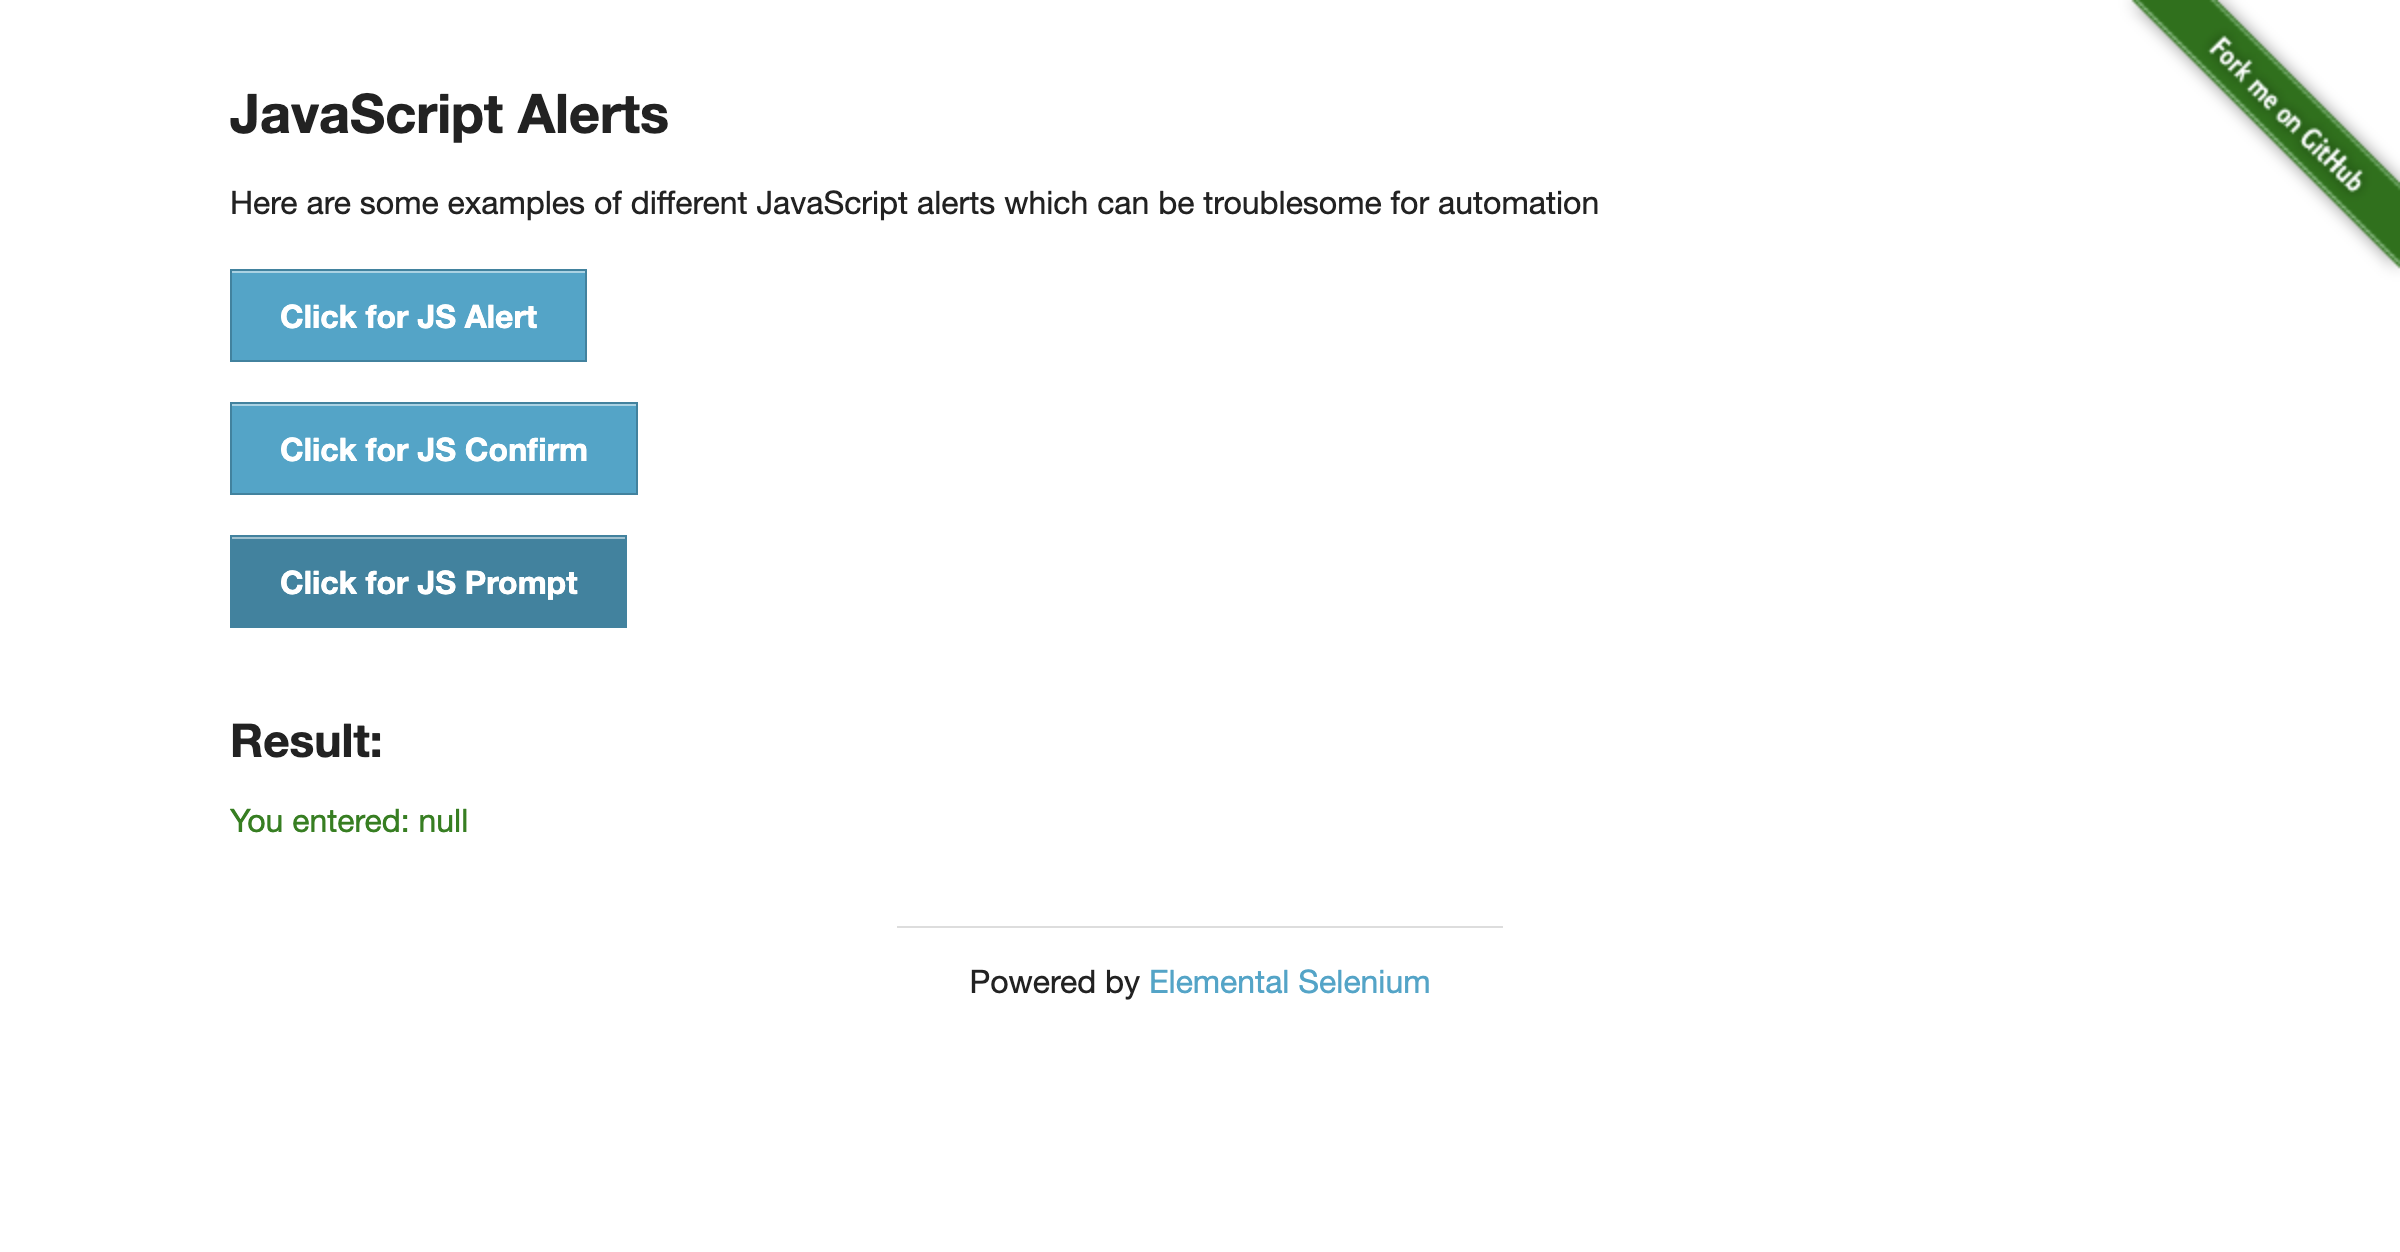 Fork me on GitHub
JavaScript Alerts
Here are some examples of different JavaScript alerts which can be troublesome for automation
Click for JS Alert
Click for JS Confirm
Click for JS Prompt
Result:
You entered: null
Powered by Elemental Selenium